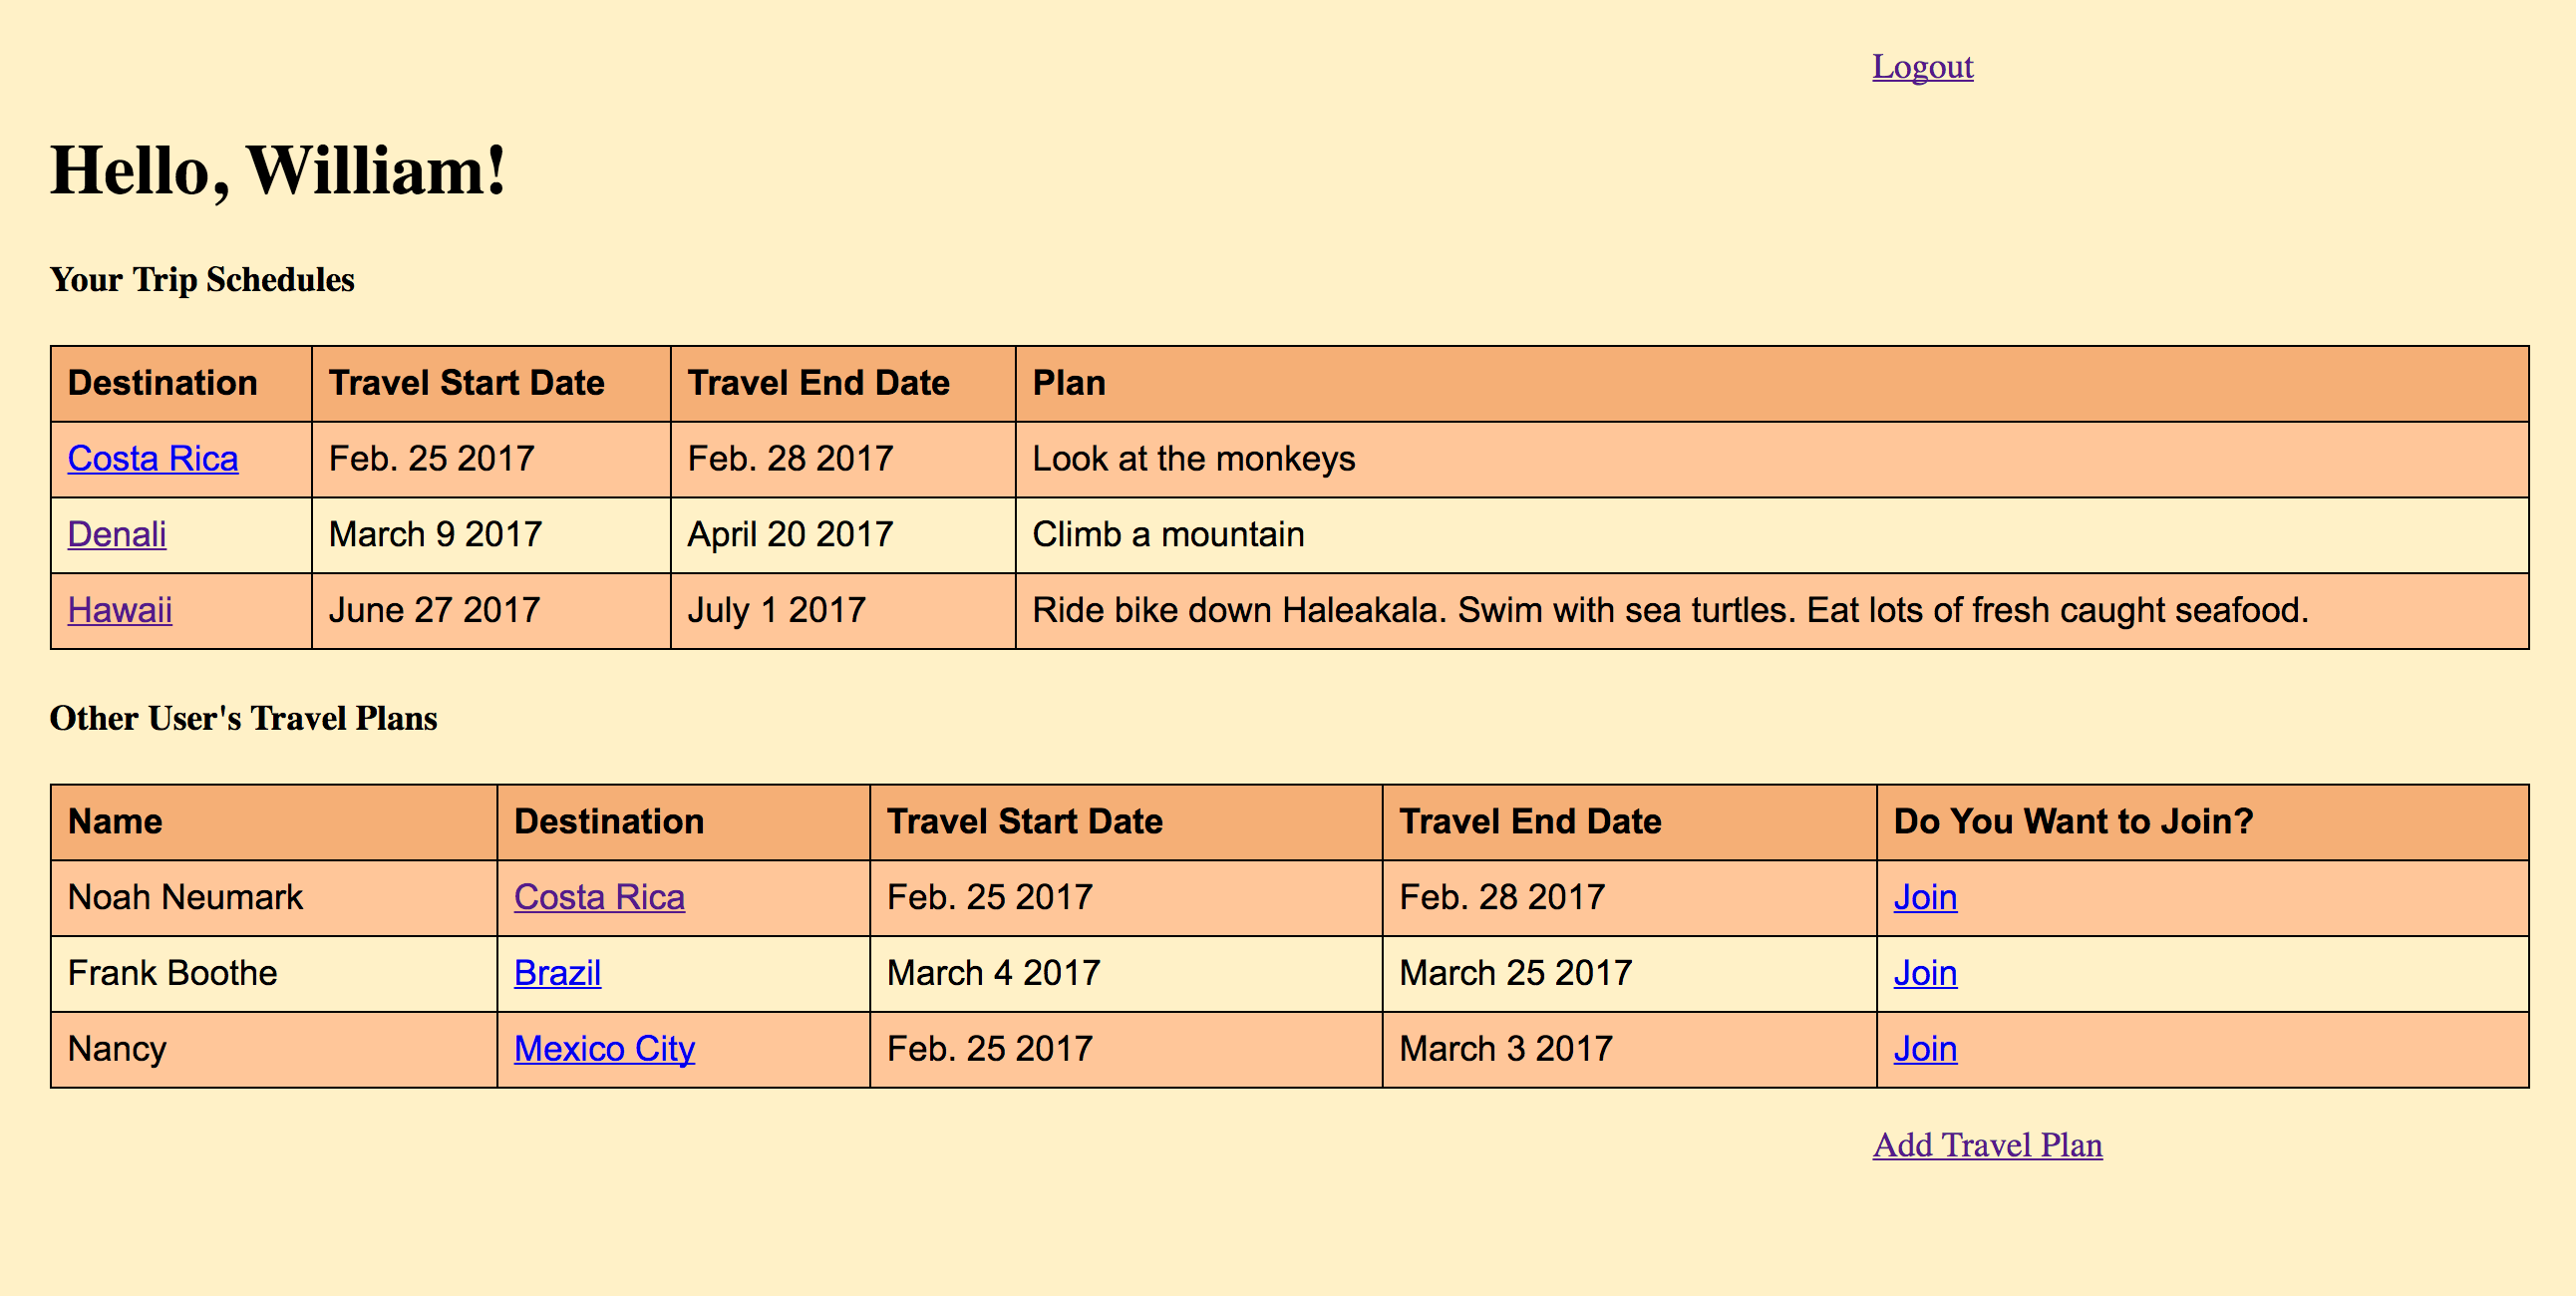 Logout
Hello, William!
Your Trip Schedules
Destination Travel Start Date Travel End Date Plan
Costa Rica Feb. 25 2017 Feb. 28 2017 Look at the monkeys
Denali March 9 2017 April 20 2017 Climb a mountain
Hawaii June 27 2017 July 1 2017 Ride bike down Haleakala. Swim with sea turtles. Eat lots of fresh caught seafood.
Other User's Travel Plans
Name Destination Travel Start Date Travel End Date Do You Want to Join?
Noah Neumark Costa Rica Feb. 25 2017 Feb. 28 2017 Join
Frank Boothe Brazil March 4 2017 March 25 2017 Join
Nancy Mexico City Feb. 25 2017 March 3 2017 Join
Add Travel Plan